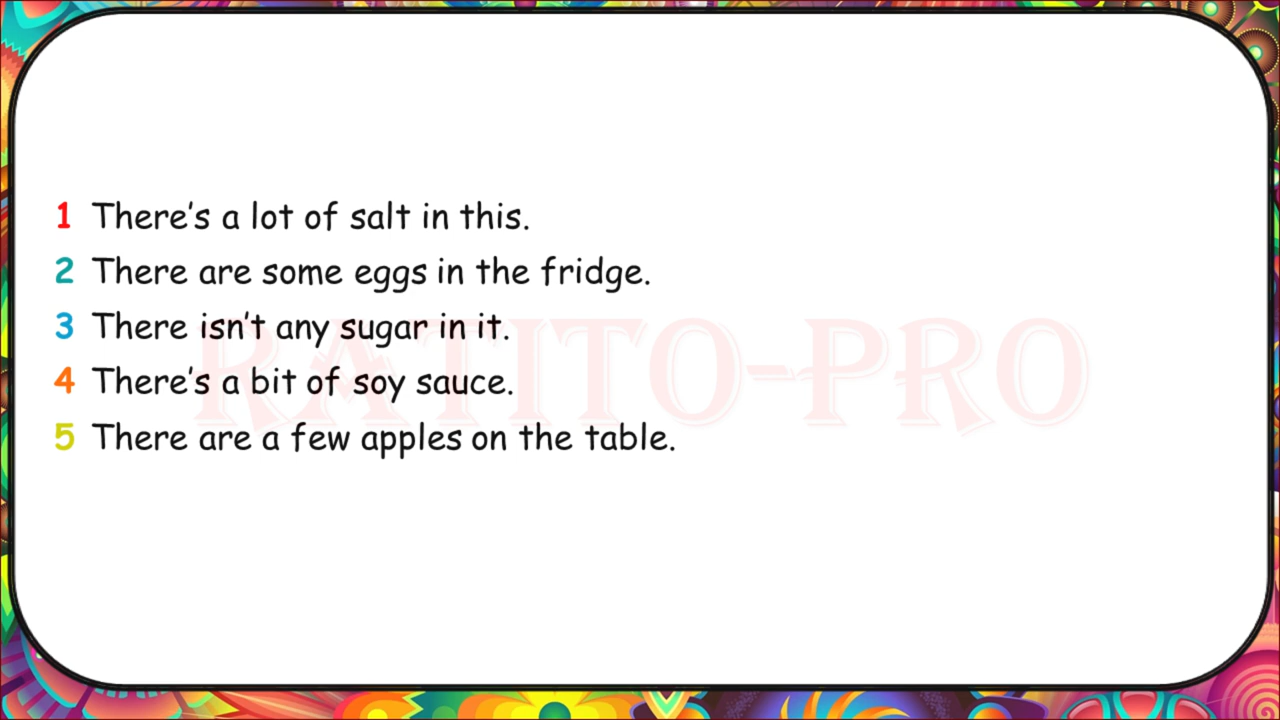 1 There's a lot of salt in this.
2 There are some eggs in the fridge.
3 There isn't any sugar in it.
4 There's a bit of soy sauce.
5 There are a few apples on the table.
RATITO-PRO